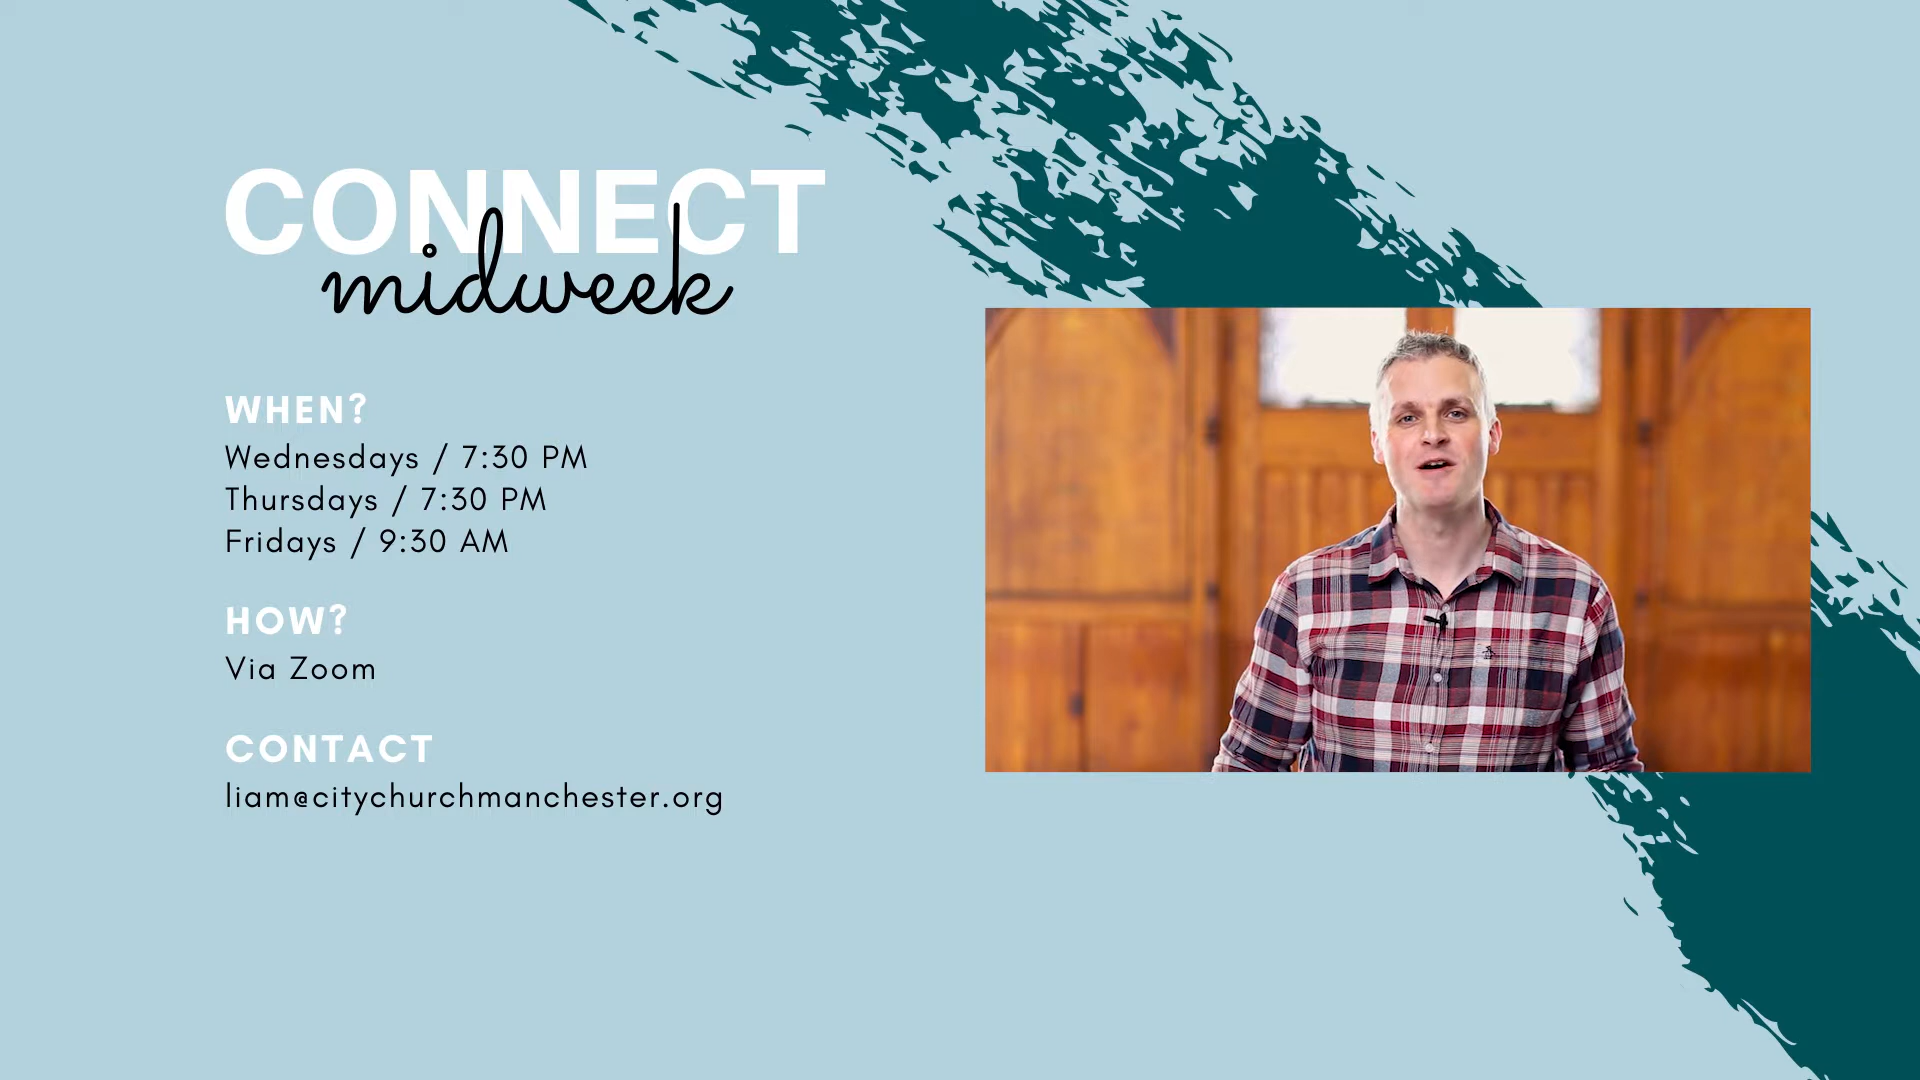 CONNECT
midweek
WHEN?
Wednesdays / 7:30 PM
Thursdays / 7:30 PM
Fridays / 9:30 AM
HOW?
Via Zoom
CONTACT
liam@citychurchmanchester.org